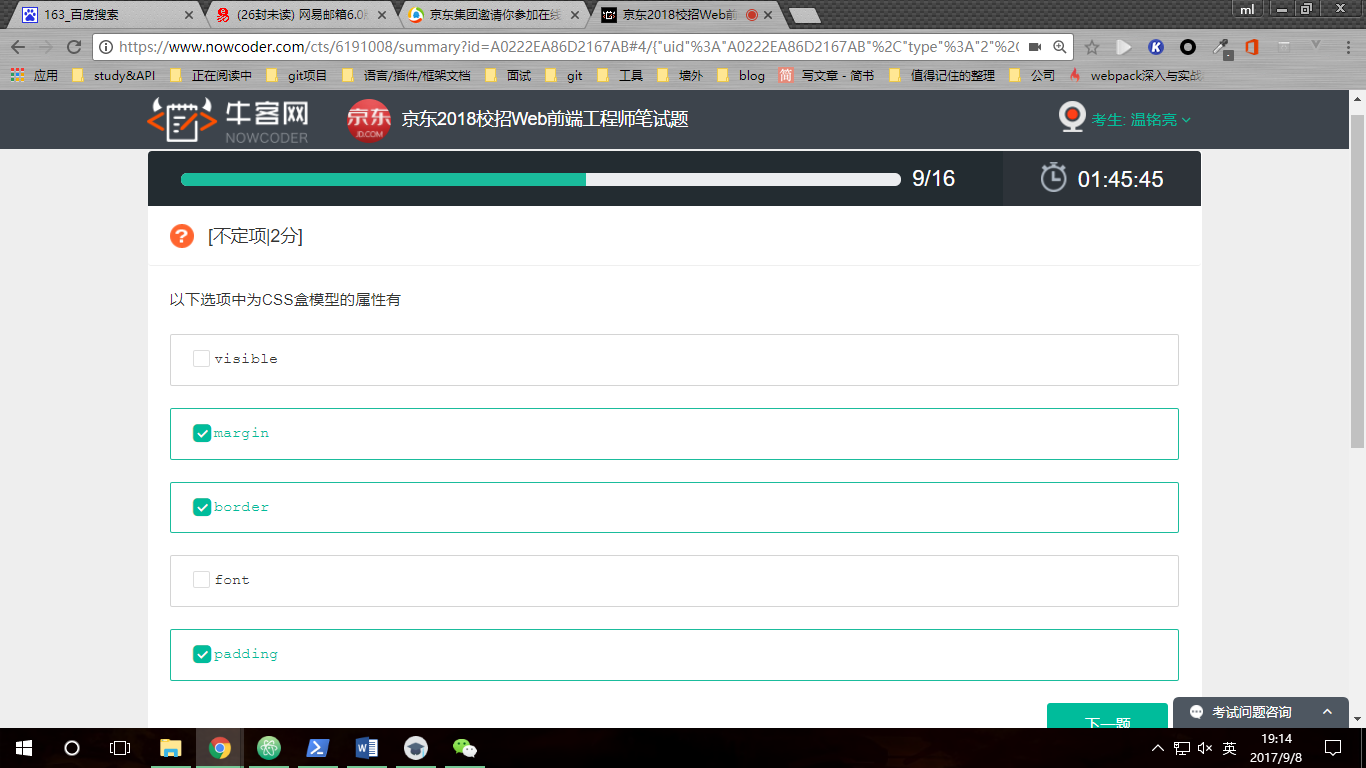 163_百度搜索
(26封未读) 网易邮箱6.0
京东集团邀请你参加在线
京东2018校招Web前
ml
https://www.nowcoder.com/cts/6191008/summary?id=A0222EA86D2167AB#4/{"uid"%3A"A0222EA86D2167AB"%2C"type"%3A"2"%2C
应用
study&API
正在阅读中
git项目
语言/插件/框架文档
面试
git
工具
墙外
blog
简 写文章 - 简书
值得记住的整理
公司
webpack深入与实战
牛客网
NOWCODER
京东
JD.COM
京东2018校招Web前端工程师笔试题
考生: 温铭亮
9/16
01:45:45
[不定项|2分]
以下选项中为CSS盒模型的属性有
visible
margin
border
font
padding
下一题
考试问题咨询
英
19:14
2017/9/8